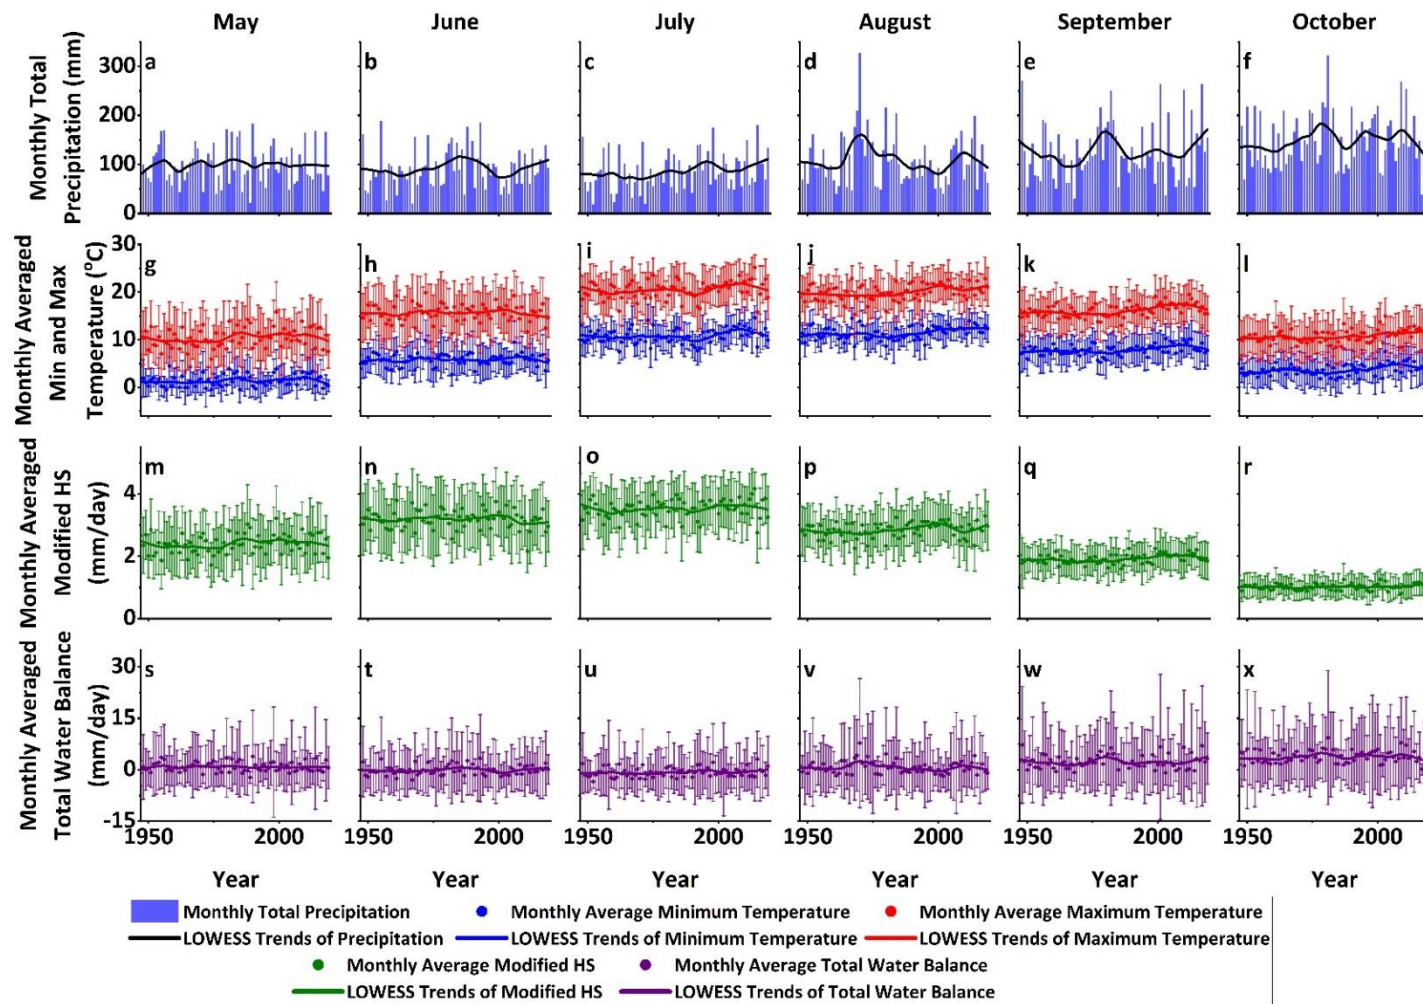 May June July August September October
Monthly Total
Precipitation (mm)
300
200
100
0
a b c d e f
Monthly Averaged
Min and Max
Temperature (°C)
30
20
10
0
g h i j k l
Monthly Averaged
Modified HS
(mm/day)
4
2
0
m n o p q r
Monthly Averaged
Total Water Balance
(mm/day)
30
15
0
-15
s t u v w x
1950 2000 1950 2000 1950 2000 1950 2000 1950 2000 1950 2000
Year Year Year Year Year Year
Monthly Total Precipitation Monthly Average Minimum Temperature Monthly Average Maximum Temperature
LOWESS Trends of Precipitation LOWESS Trends of Minimum Temperature LOWESS Trends of Maximum Temperature
Monthly Average Modified HS Monthly Average Total Water Balance
LOWESS Trends of Modified HS LOWESS Trends of Total Water Balance